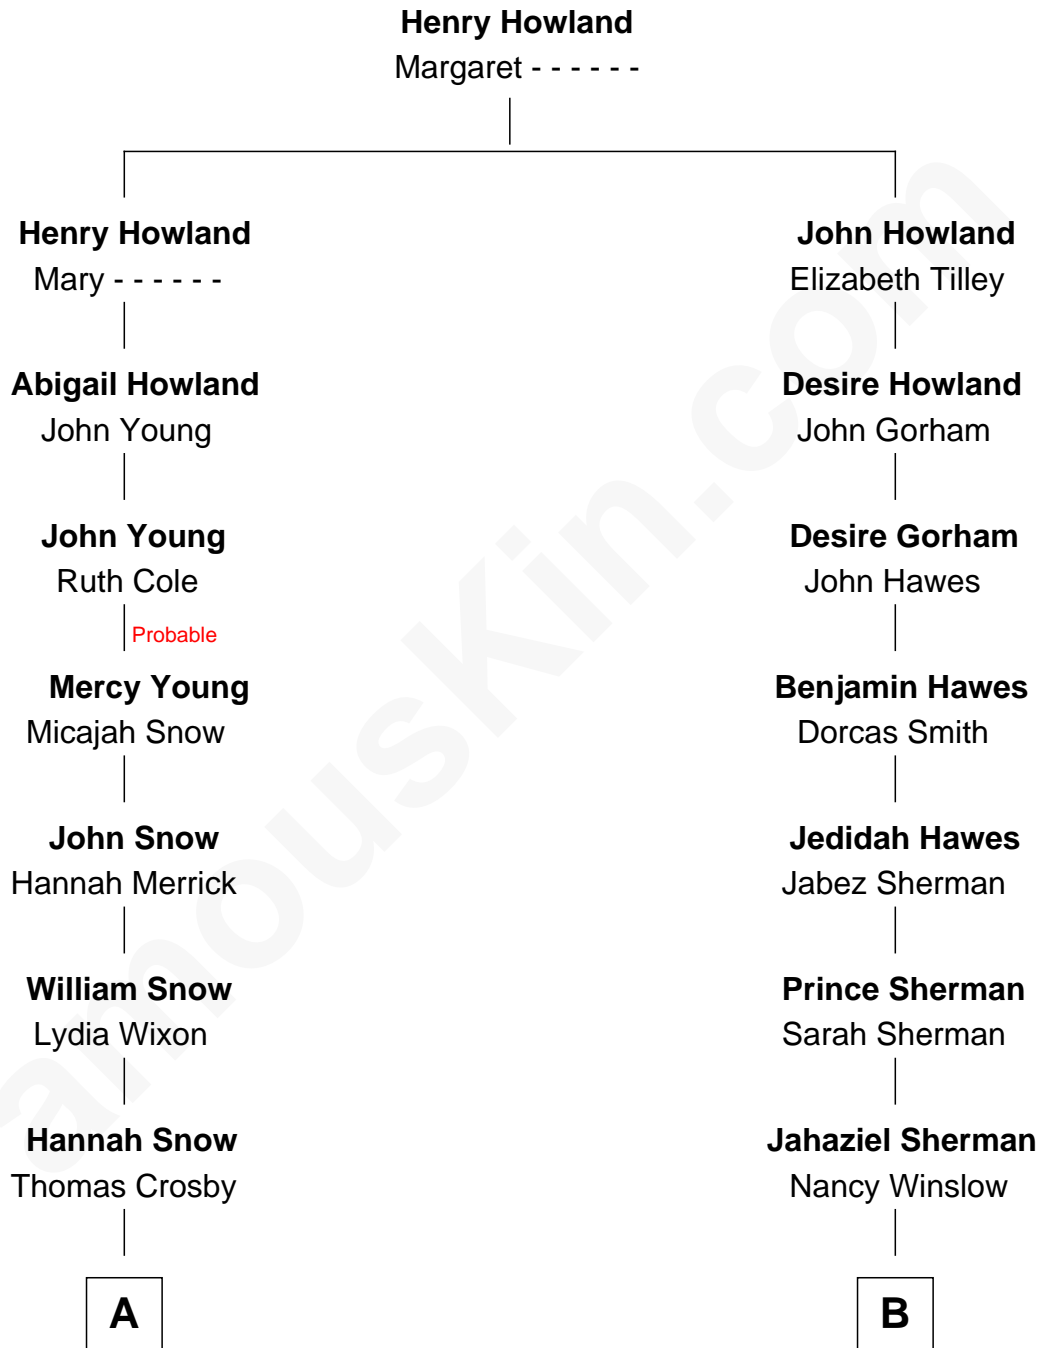 Henry Howland
Margaret - - - - - -
Henry Howland
Mary - - - - - -
Abigail Howland
John Young
John Young
Ruth Cole
Probable
Mercy Young
Micajah Snow
John Snow
Hannah Merrick
William Snow
Lydia Wixon
Hannah Snow
Thomas Crosby
A
John Howland
Elizabeth Tilley
Desire Howland
John Gorham
Desire Gorham
John Hawes
Benjamin Hawes
Dorcas Smith
Jedidah Hawes
Jabez Sherman
Prince Sherman
Sarah Sherman
Jahaziel Sherman
Nancy Winslow
B
amouskin.com